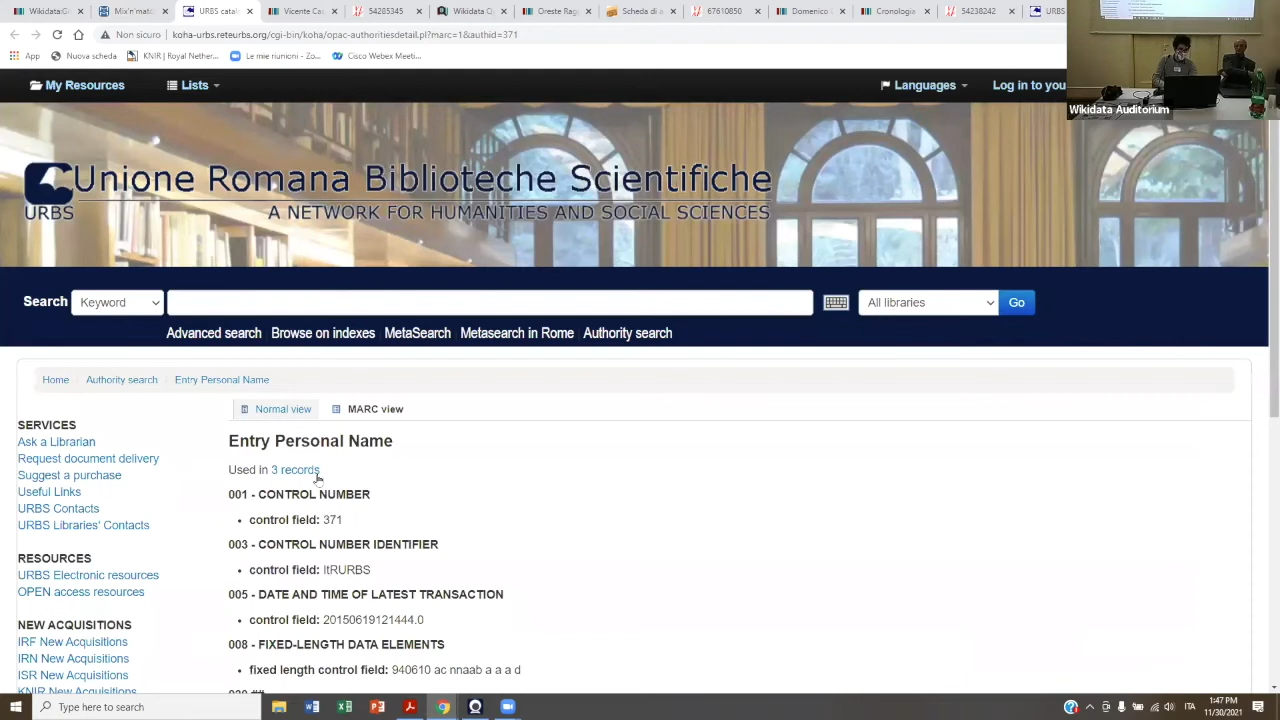 WikidataG
Mix'n'mat
URBS catal
Vicente Ca
54285345
Wikidata Q
Oreste Rag
Scheda di a
67610850
Domenico
ronologia
54238242
URBS
Non sicuro
koha-urbs.reteurbs.org/cgi-bin/koha/opac-authoritiesdetail.pl?marc=1&authid=371
App
Nuova scheda
KNIR | Royal Nether...
Le mie riunioni - Zo...
Cisco Webex Meeti...
My Resources
Lists
Languages
Log in to you
Wikidata Auditorium
Unione Romana Biblioteche Scientifiche
URBS
A NETWORK FOR HUMANITIES AND SOCIAL SCIENCES
Search
Keyword
All libraries
Go
Advanced search
Browse on indexes
MetaSearch
Metasearch in Rome
Authority search
Home / Authority search / Entry Personal Name
Normal view
MARC view
SERVICES
Ask a Librarian
Request document delivery
Suggest a purchase
Useful Links
URBS Contacts
URBS Libraries' Contacts
RESOURCES
URBS Electronic resources
OPEN access resources
NEW ACQUISITIONS
IRF New Acquisitions
IRN New Acquisitions
ISR New Acquisitions
KNIR New Acquisitions
Entry Personal Name
Used in 3 records
001 - CONTROL NUMBER
• control field: 371
003 - CONTROL NUMBER IDENTIFIER
• control field: ItRURBS
005 - DATE AND TIME OF LATEST TRANSACTION
• control field: 20150619121444.0
008 - FIXED-LENGTH DATA ELEMENTS
• fixed length control field: 940610 ac nnaab a a a d
Type here to search
ITA
1:47 PM
11/30/2021